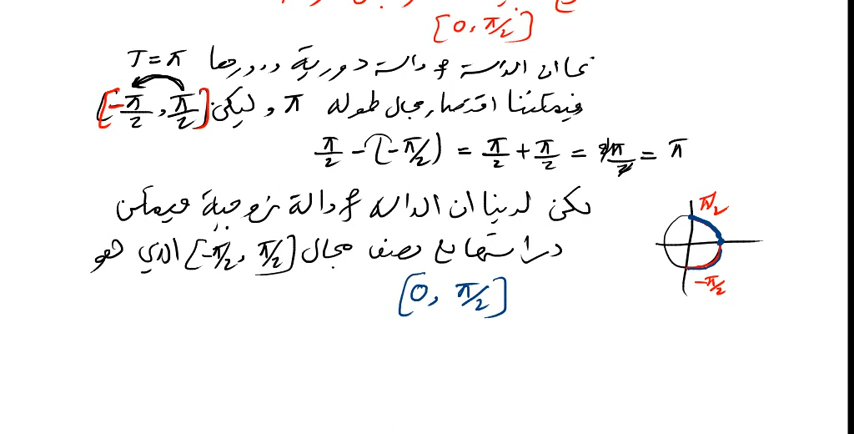 [0, π/2]
بما ان الدالة f دالة دورية ودورها T = π
فيمكننا اقتصار مجال طوله π وليكن [-π/2, π/2]
π/2 - (-π/2) = π/2 + π/2 = 2π/2 = π
لكن لدينا ان الدالة f دالة زوجية فيمكن
π/2
دراستها في نصف مجال [-π/2, π/2] الذي هو
-π/2
[0, π/2]